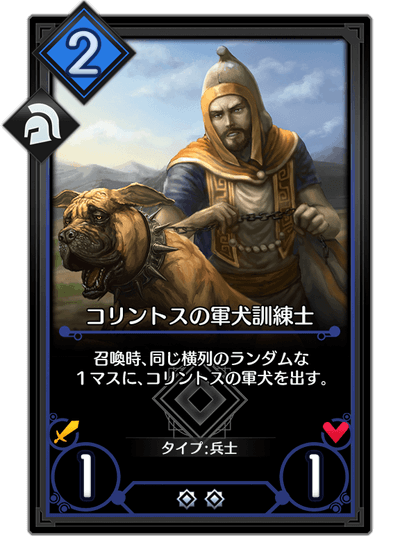 2
コリントスの軍犬訓練士
召喚時、同じ横列のランダムな
1マスに、コリントスの軍犬を出す。
タイプ:兵士
1
1